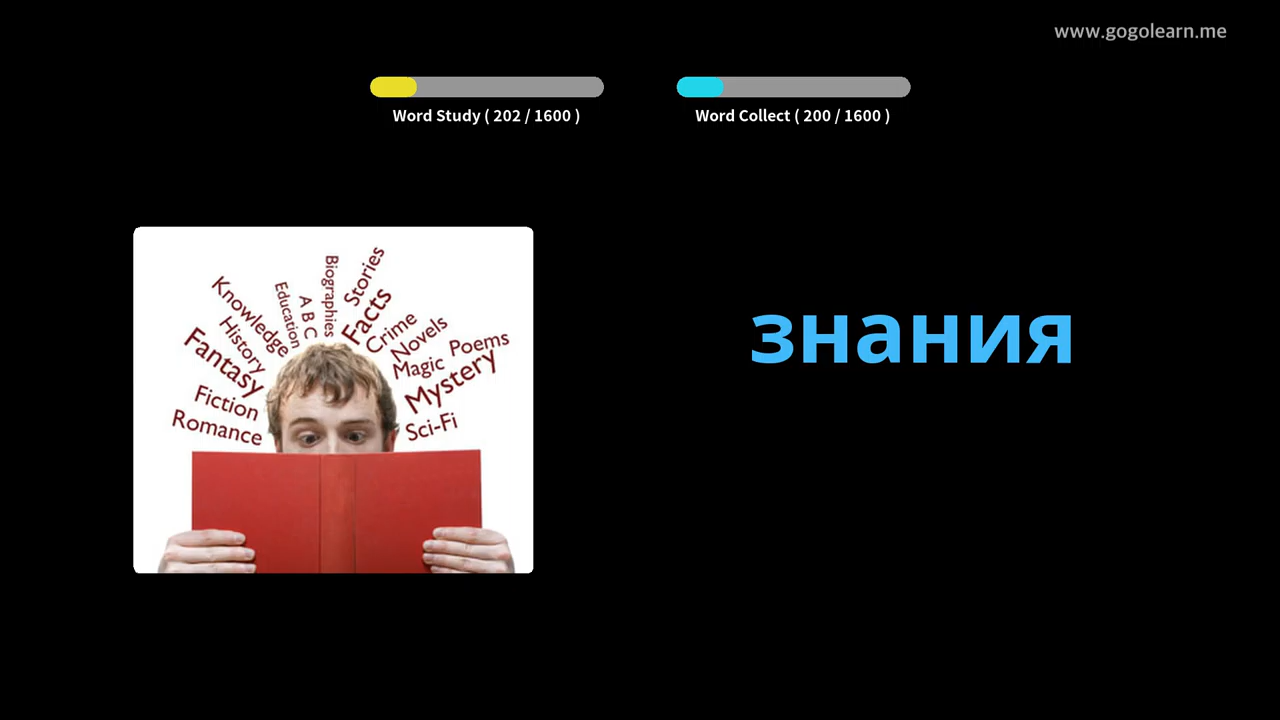 www.gogolearn.me
Word Study ( 202 / 1600 )
Word Collect ( 200 / 1600 )
Knowledge
Education
A B C
Biographies
Stories
Facts
Crime
Novels
Poems
History
Fantasy
Magic
Mystery
Fiction
Romance
Sci-Fi
знания